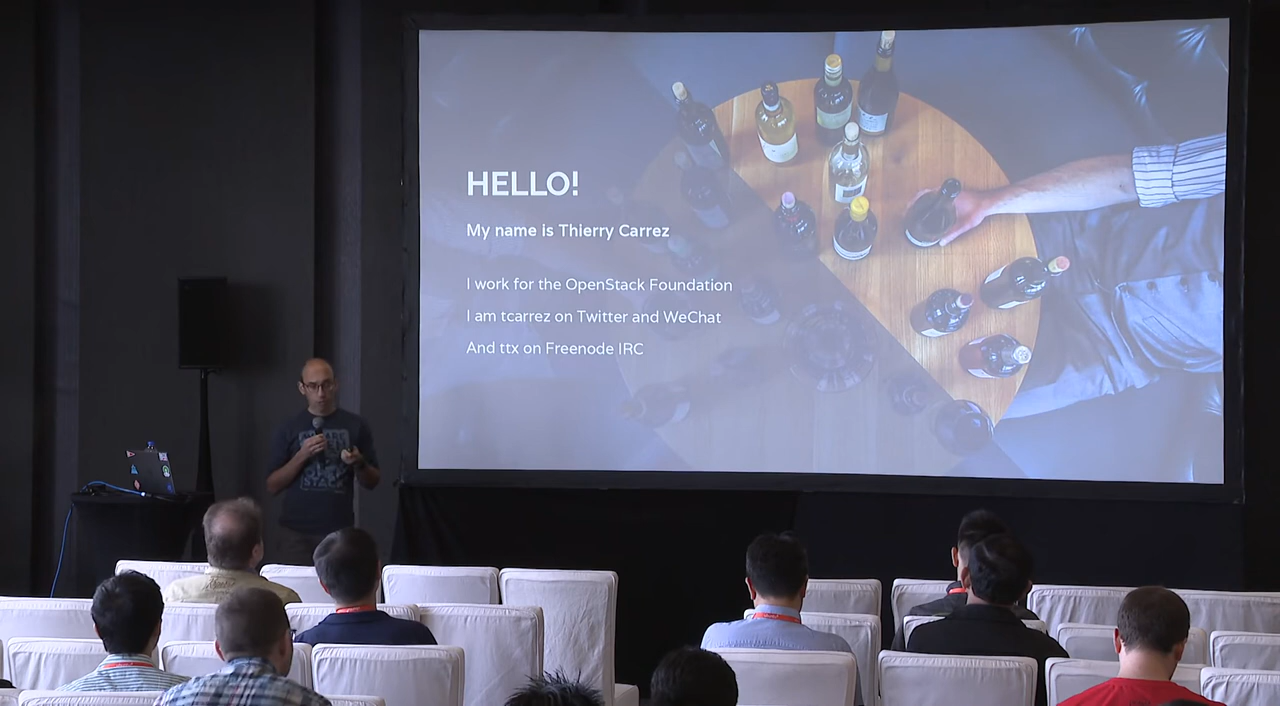 HELLO!
My name is Thierry Carrez
I work for the OpenStack Foundation
I am tcarrez on Twitter and WeChat
And ttx on Freenode IRC